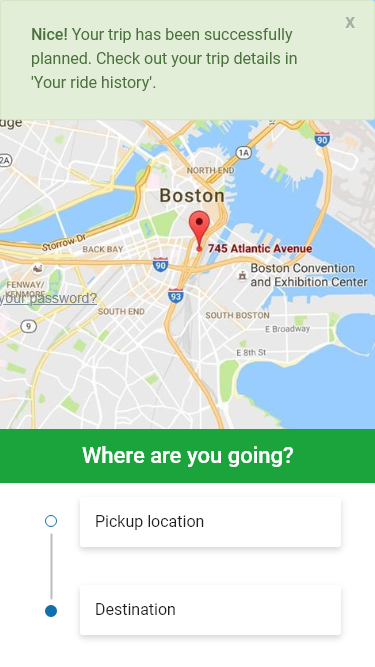 Nice! Your trip has been successfully
planned. Check out your trip details in
'Your ride history'.
x
dge
2A
1A
90
NORTH END
Boston
Storrow Dr
745 Atlantic Avenue
BACK BAY
90
Boston Convention
and Exhibition Center
FENWAY/
KENMORE
your password?
93
SOUTH END
SOUTH BOSTON
9
E Broadway
E 8th St
Where are you going?
Pickup location
Destination